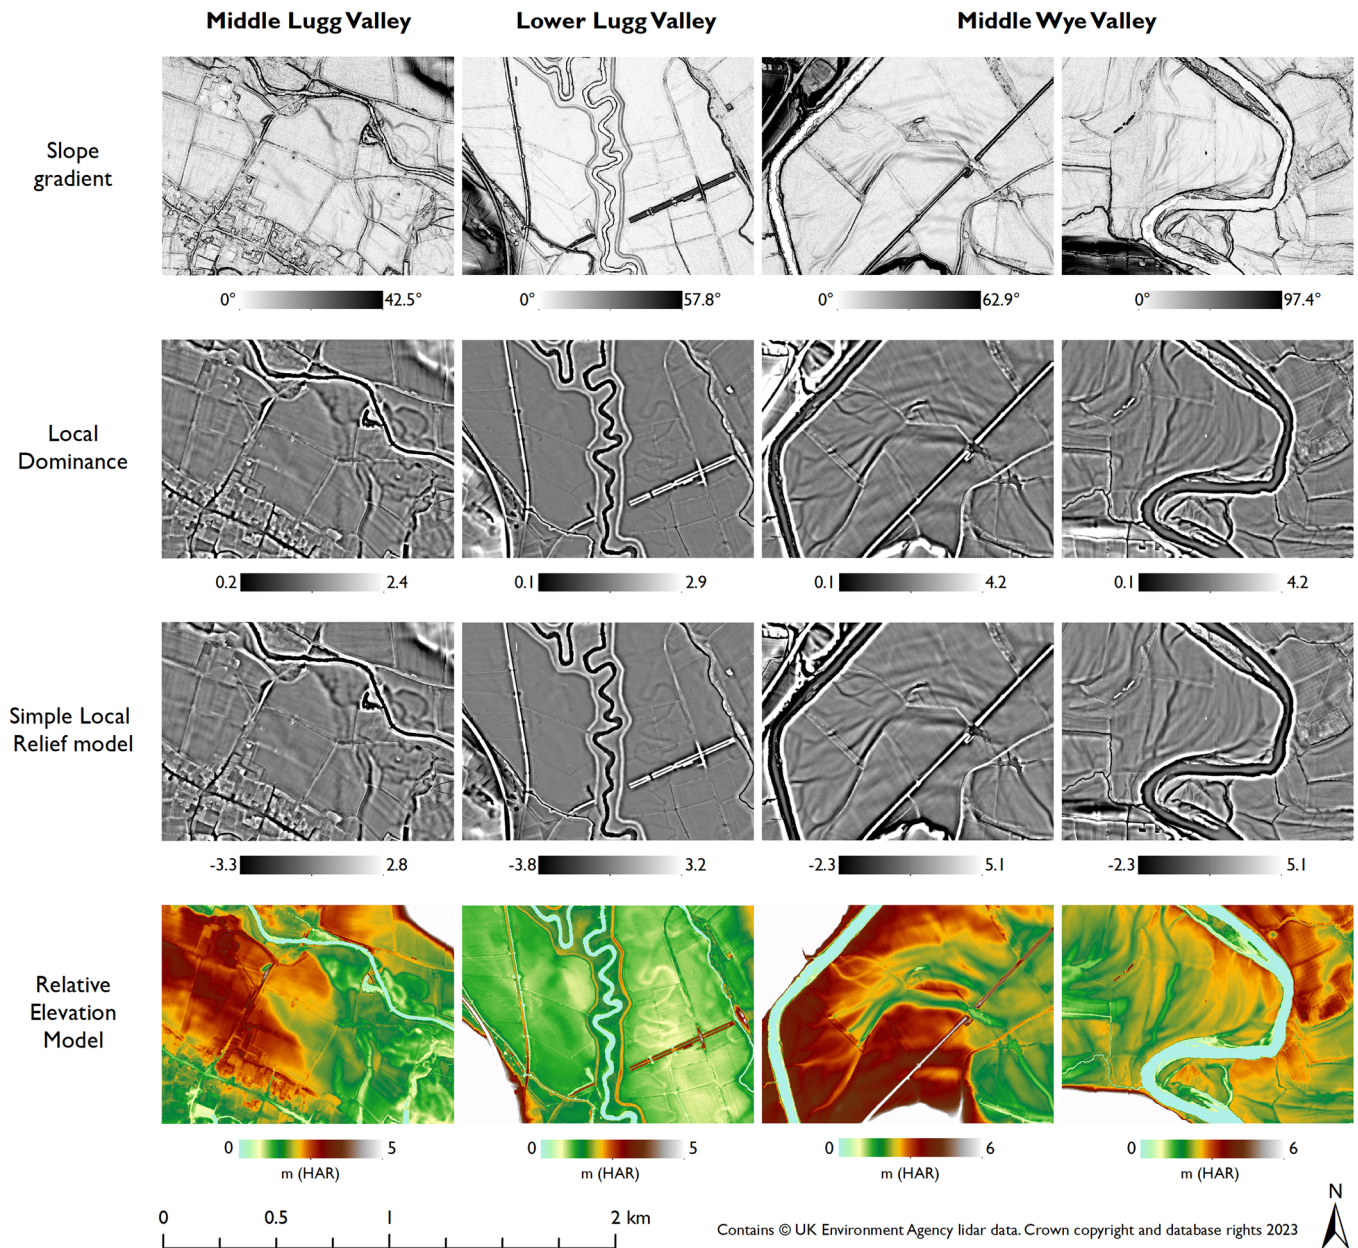 Middle Lugg Valley Lower Lugg Valley Middle Wye Valley
Slope
gradient
0° 42.5° 0° 57.8° 0° 62.9° 0° 97.4°
Local
Dominance
0.2 2.4 0.1 2.9 0.1 4.2 0.1 4.2
Simple Local
Relief model
-3.3 2.8 -3.8 3.2 -2.3 5.1 -2.3 5.1
Relative
Elevation
Model
0 5 0 5 0 6 0 6
m (HAR) m (HAR) m (HAR) m (HAR)
N
0 0.5 1 2 km
Contains © UK Environment Agency lidar data. Crown copyright and database rights 2023